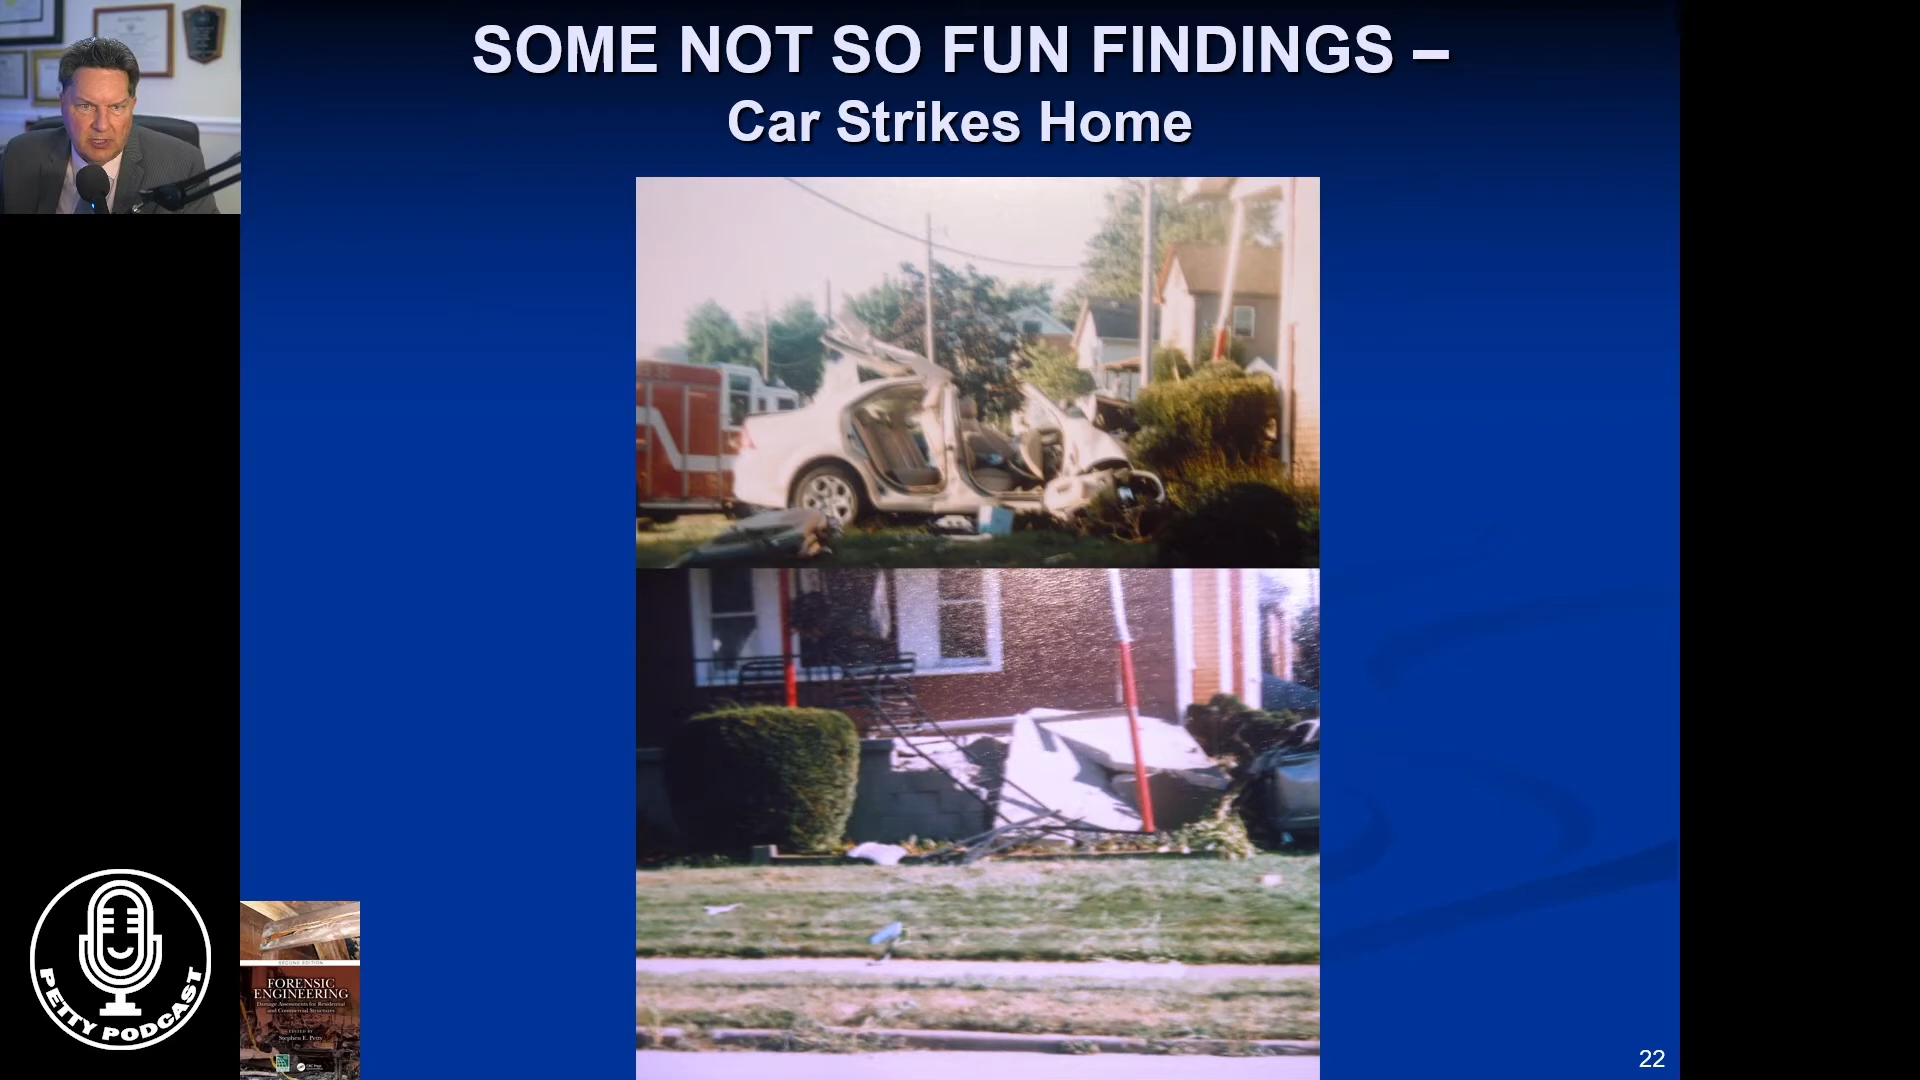 SOME NOT SO FUN FINDINGS –
Car Strikes Home
PETTY PODCAST
SECOND EDITION
FORENSIC
ENGINEERING
Damage Assessments for Residential
and Commercial Structures
EDITED BY
Stephen E. Petty
22